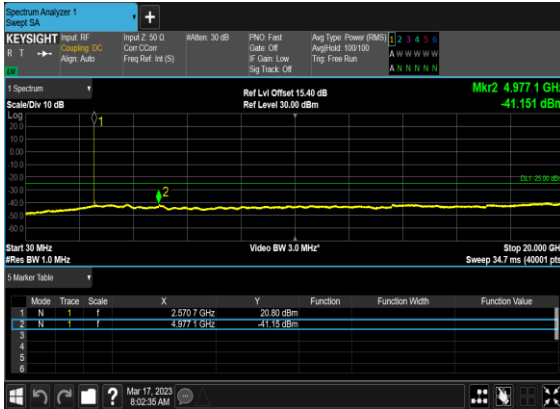 Spectrum Analyzer 1
Swept SA
+
KEYSIGHT Input: RF Input Z: 50 Ω #Atten: 30 dB PNO: Fast Avg Type: Power (RMS) 1 2 3 4 5 6
R T Coupling: DC Corr CCorr Gate: Off Avg|Hold: 100/100 A W W W W W
Align: Auto Freq Ref: Int (S) IF Gain: Low Trig: Free Run
Sig Track: Off A N N N N N
1 Spectrum Ref Lvl Offset 15.40 dB Mkr2 4.977 1 GHz
Scale/Div 10 dB Ref Level 30.00 dBm -41.151 dBm
Log
20.0
1
10.0
0.00
-10.0
-20.0
DL1 -25.00 dBm
-30.0
2
-40.0
-50.0
-60.0
Start 30 MHz Video BW 3.0 MHz* Stop 20.000 GH
#Res BW 1.0 MHz Sweep 34.7 ms (40001 pts
5 Marker Table
Mode Trace Scale X Y Function Function Width Function Value
1 N 1 f 2.570 7 GHz 20.80 dBm
2 N 1 f 4.977 1 GHz -41.15 dBm
3
4
5
6
? Mar 17, 2023
8:02:35 AM